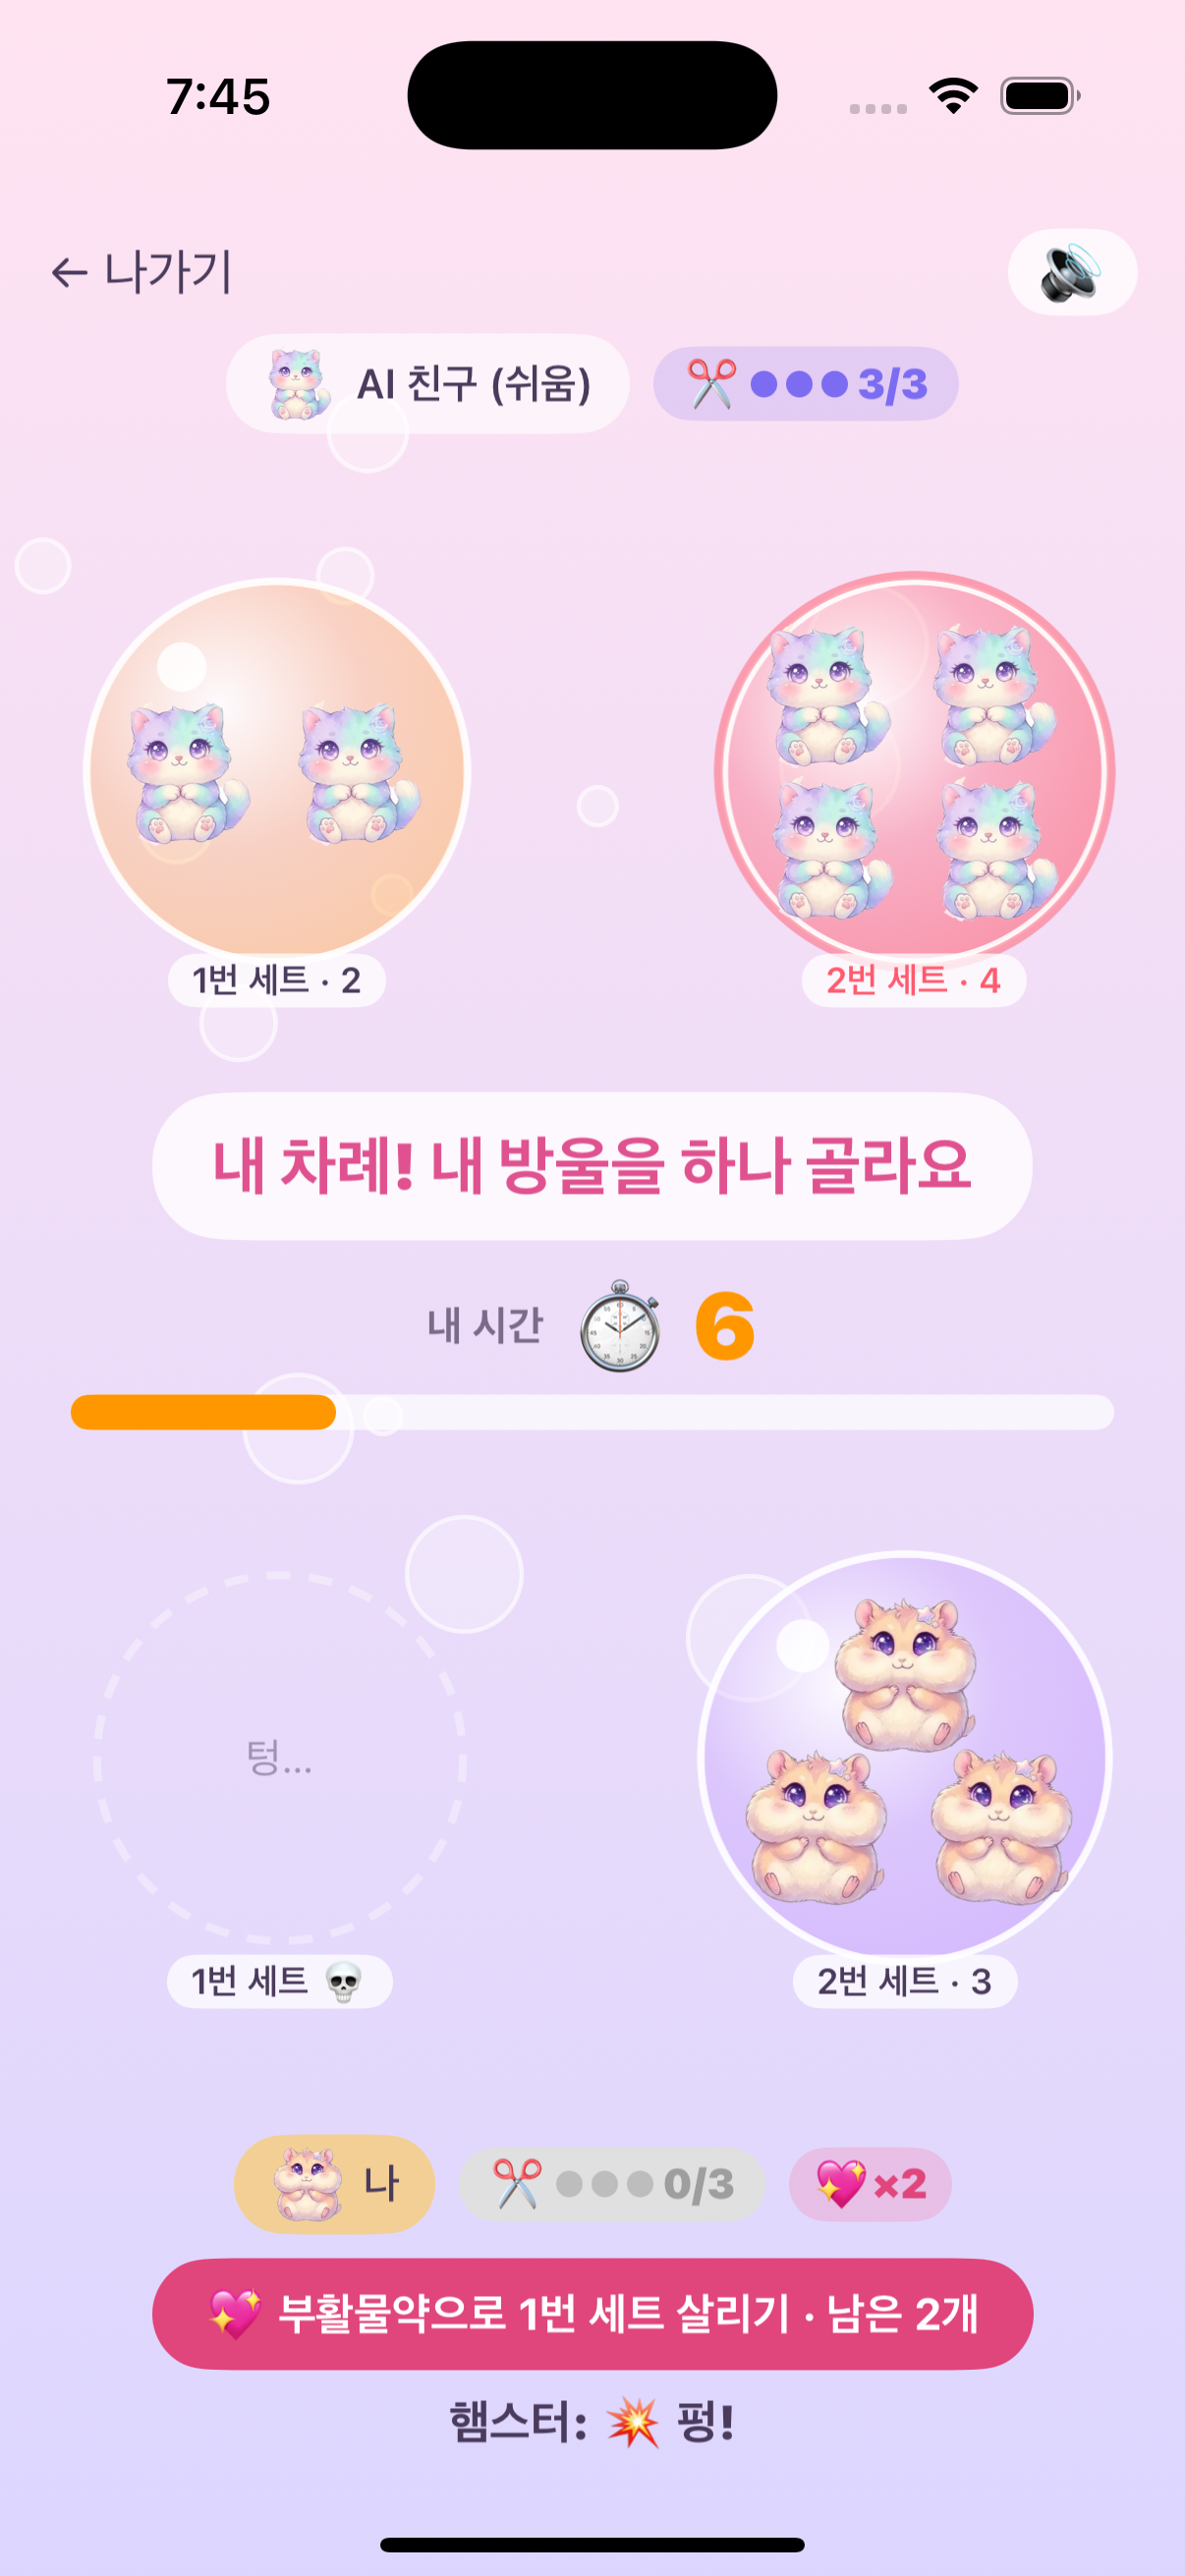 7:45
← 나가기
AI 친구 (쉬움)
3/3
1번 세트 · 2
2번 세트 · 4
내 차례! 내 방울을 하나 골라요
내 시간 6
텅...
1번 세트
2번 세트 · 3
나
0/3
×2
부활물약으로 1번 세트 살리기 · 남은 2개
햄스터: 💥 펑!